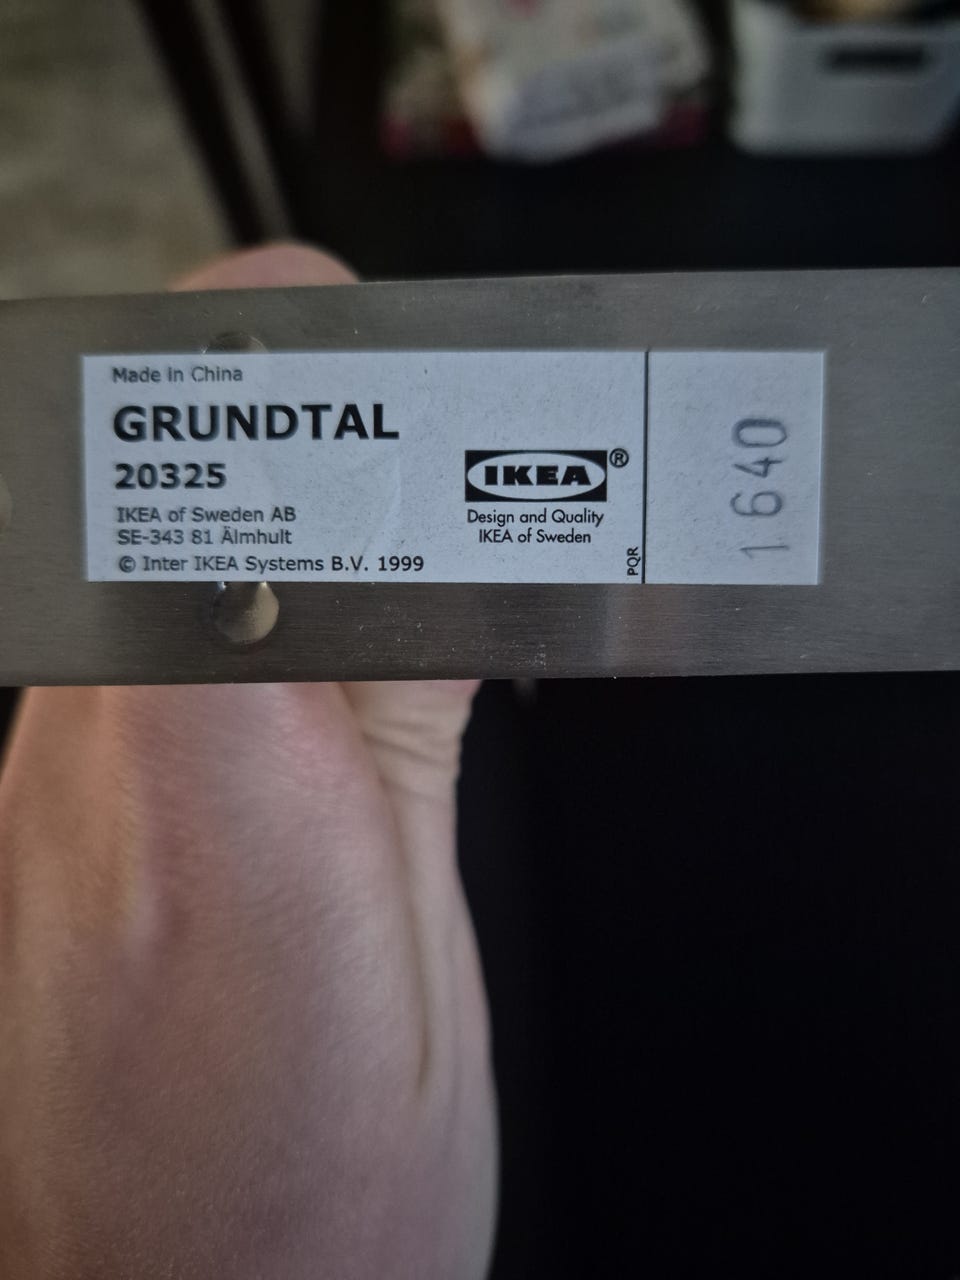 Made in China
GRUNDTAL
20325
IKEA of Sweden AB
SE-343 81 Älmhult
© Inter IKEA Systems B.V. 1999
IKEA®
Design and Quality
IKEA of Sweden
PQR
1640